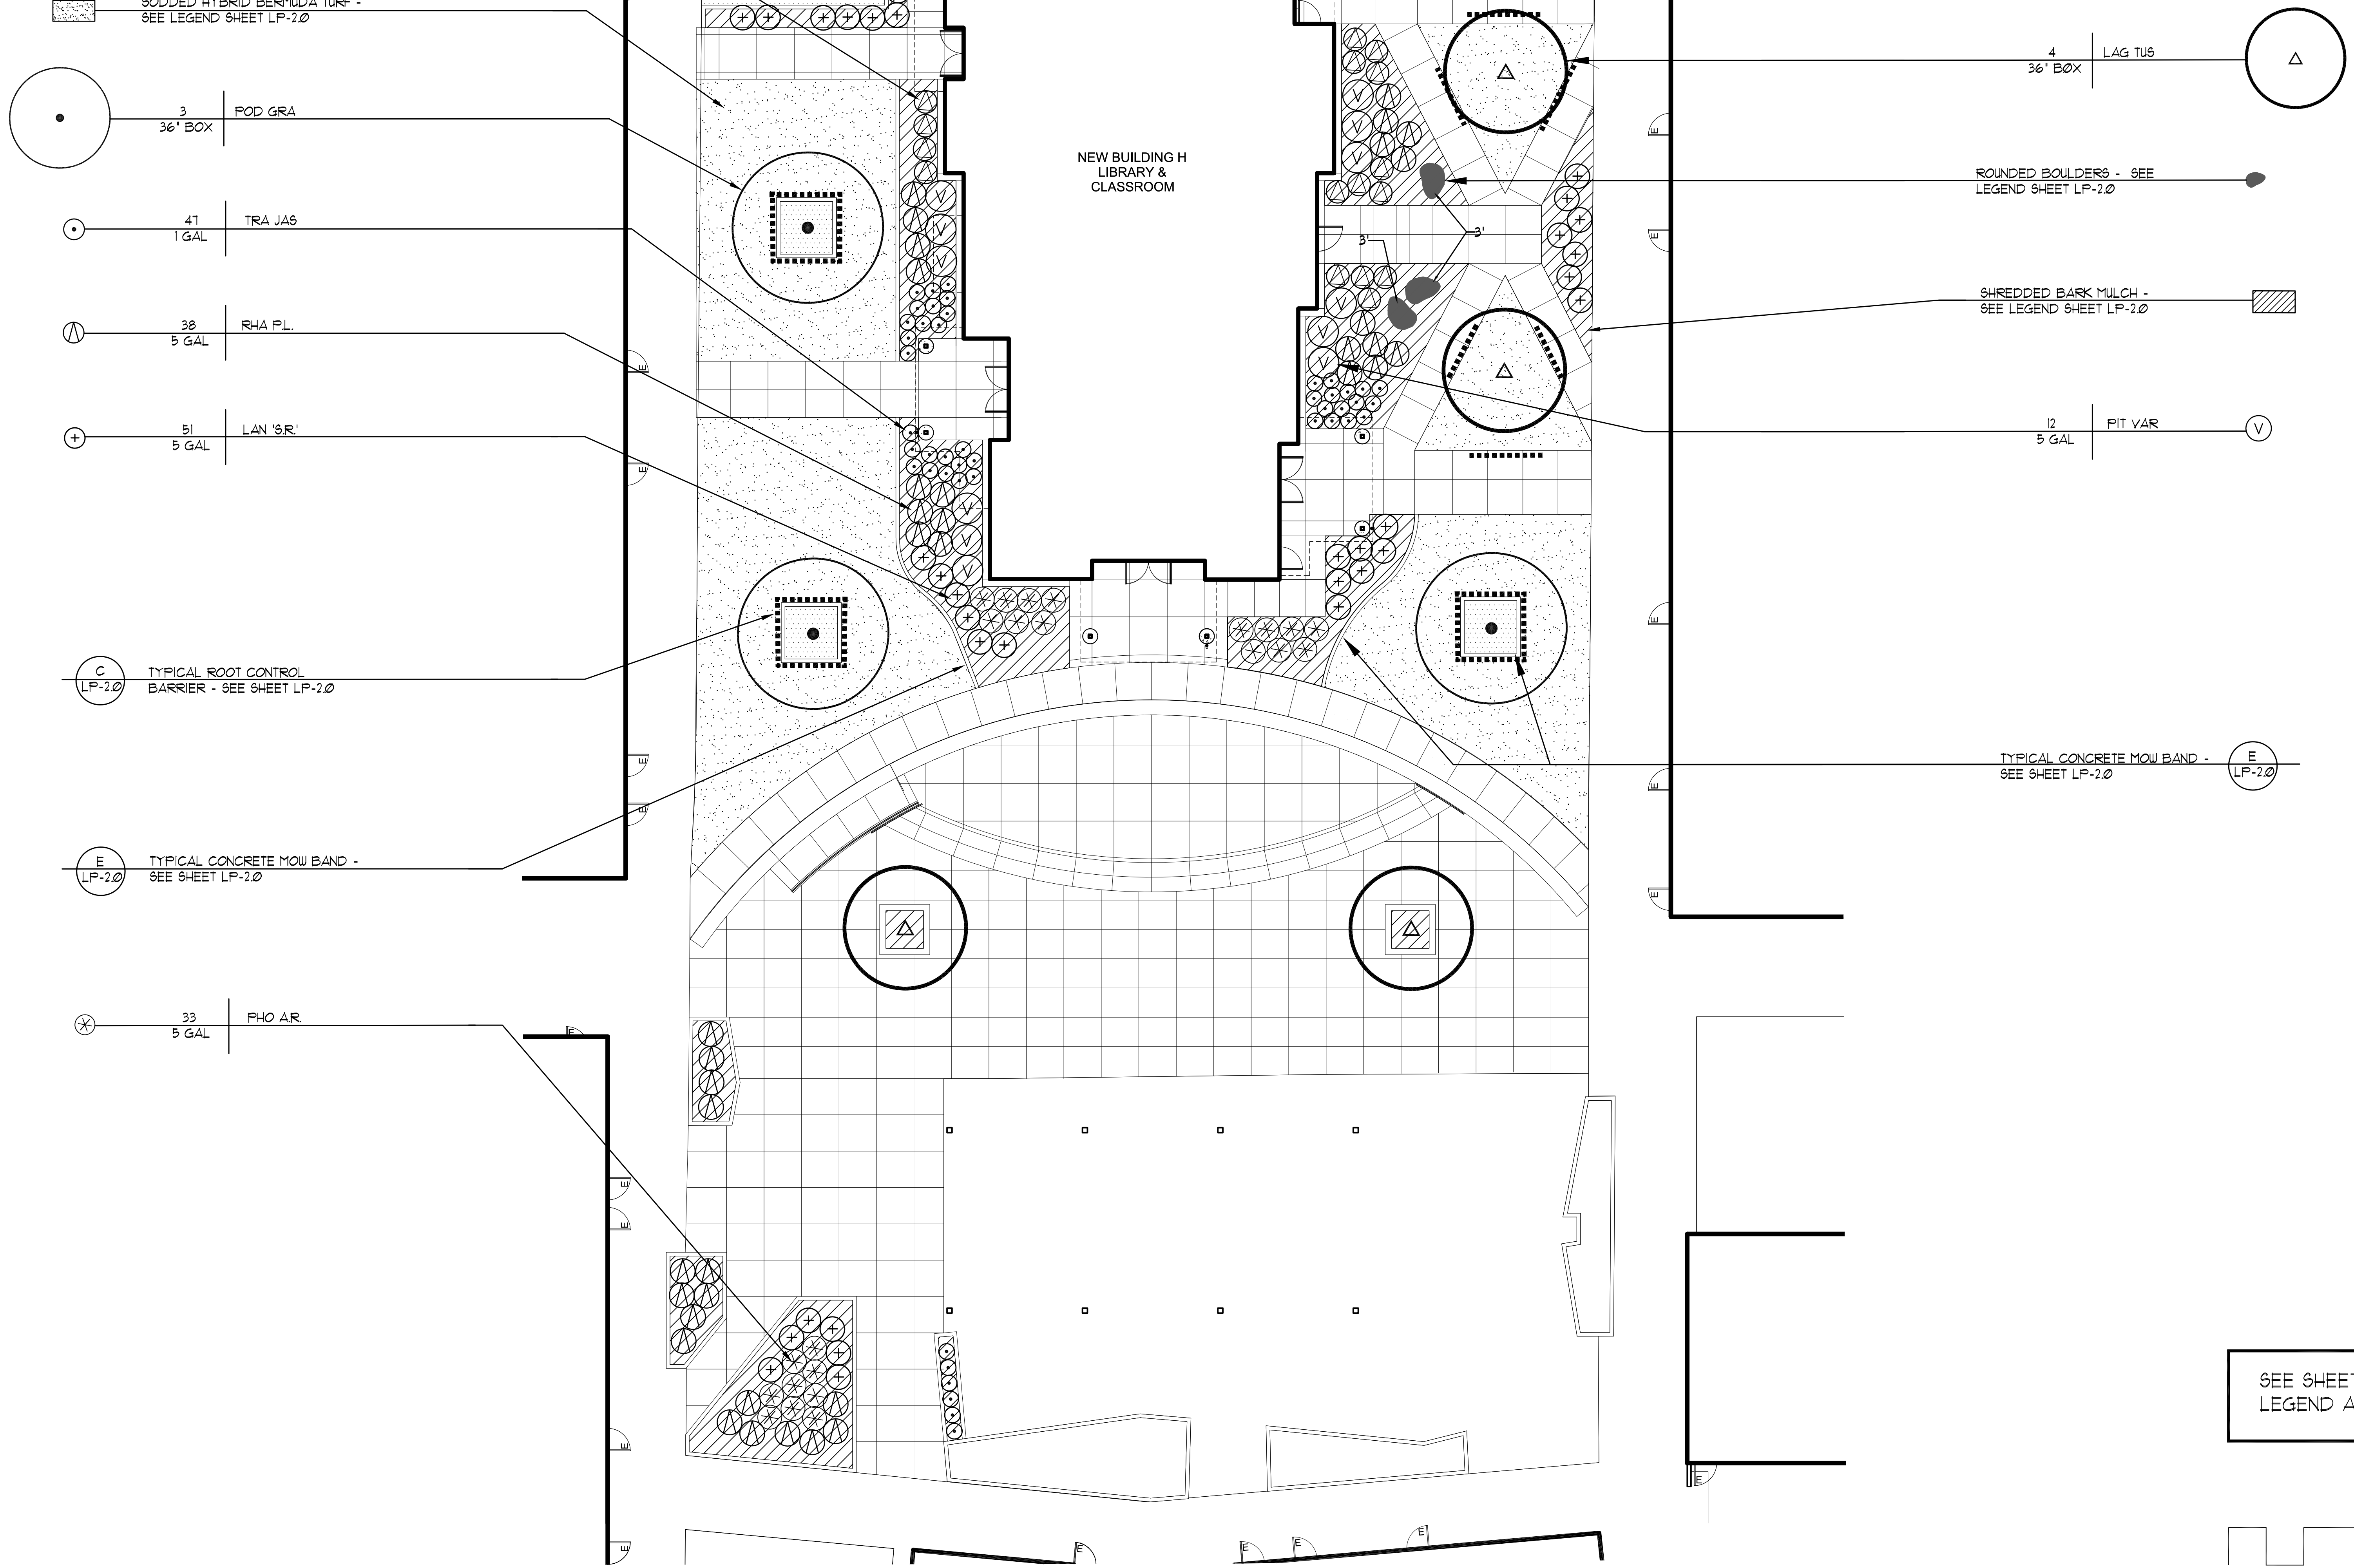 SODDED HYBRID BERMUDA TURF -
SEE LEGEND SHEET LP-2.0
3
36" BOX
POD GRA
47
1 GAL
TRA JAS
38
5 GAL
RHA P.L.
51
5 GAL
LAN 'S.R.'
C
LP-2.0
TYPICAL ROOT CONTROL
BARRIER - SEE SHEET LP-2.0
E
LP-2.0
TYPICAL CONCRETE MOW BAND -
SEE SHEET LP-2.0
33
5 GAL
PHO A.R.
NEW BUILDING H
LIBRARY &
CLASSROOM
3'
3'
4
36" BOX
LAG TUS
ROUNDED BOULDERS - SEE
LEGEND SHEET LP-2.0
SHREDDED BARK MULCH -
SEE LEGEND SHEET LP-2.0
12
5 GAL
PIT VAR
V
TYPICAL CONCRETE MOW BAND -
SEE SHEET LP-2.0
E
LP-2.0
SEE SHEET
LEGEND A